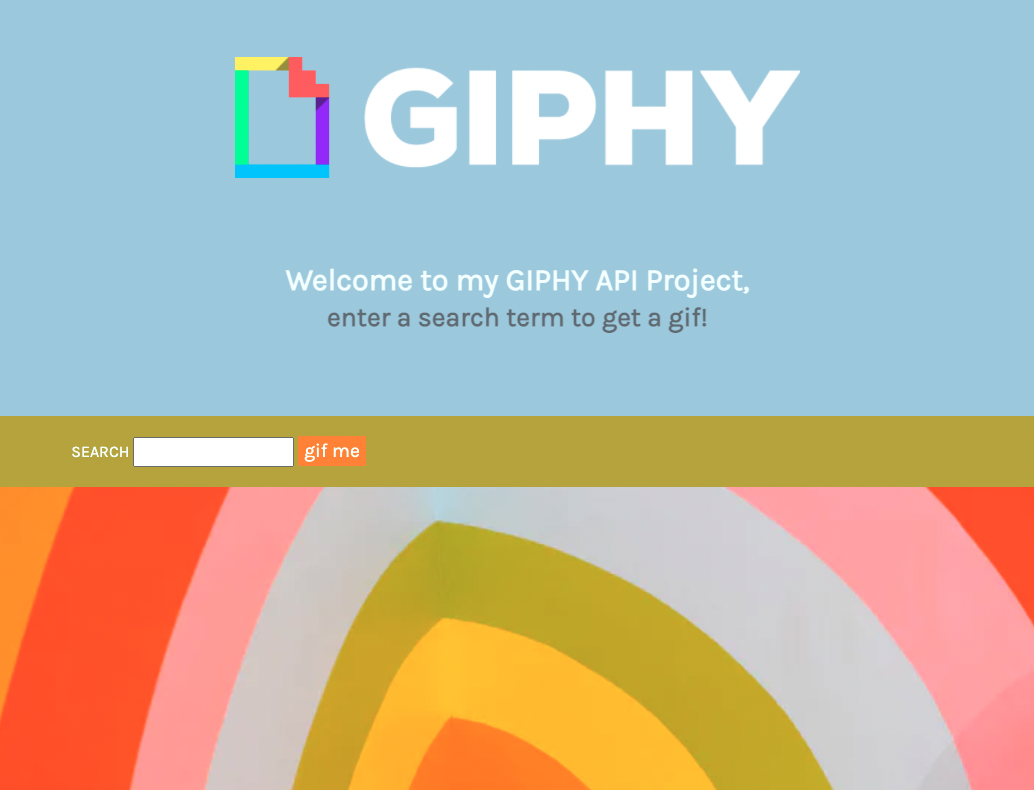 GIPHY
Welcome to my GIPHY API Project,
enter a search term to get a gif!
SEARCH gif me